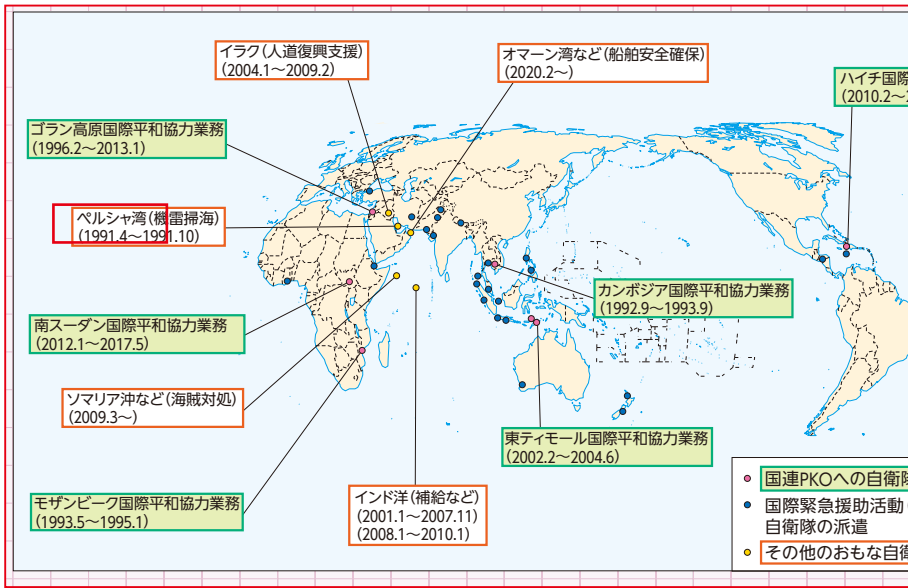 イラク(人道復興支援)
(2004.1〜2009.2)
オマーン湾など(船舶安全確保)
(2020.2〜)
ハイチ国際
(2010.2〜
ゴラン高原国際平和協力業務
(1996.2〜2013.1)
ペルシャ湾(機雷掃海)
(1991.4〜1991.10)
カンボジア国際平和協力業務
(1992.9〜1993.9)
南スーダン国際平和協力業務
(2012.1〜2017.5)
ソマリア沖など(海賊対処)
(2009.3〜)
東ティモール国際平和協力業務
(2002.2〜2004.6)
モザンビーク国際平和協力業務
(1993.5〜1995.1)
インド洋(補給など)
(2001.1〜2007.11)
(2008.1〜2010.1)
国連PKOへの自衛隊
国際緊急援助活動
自衛隊の派遣
その他のおもな自衛